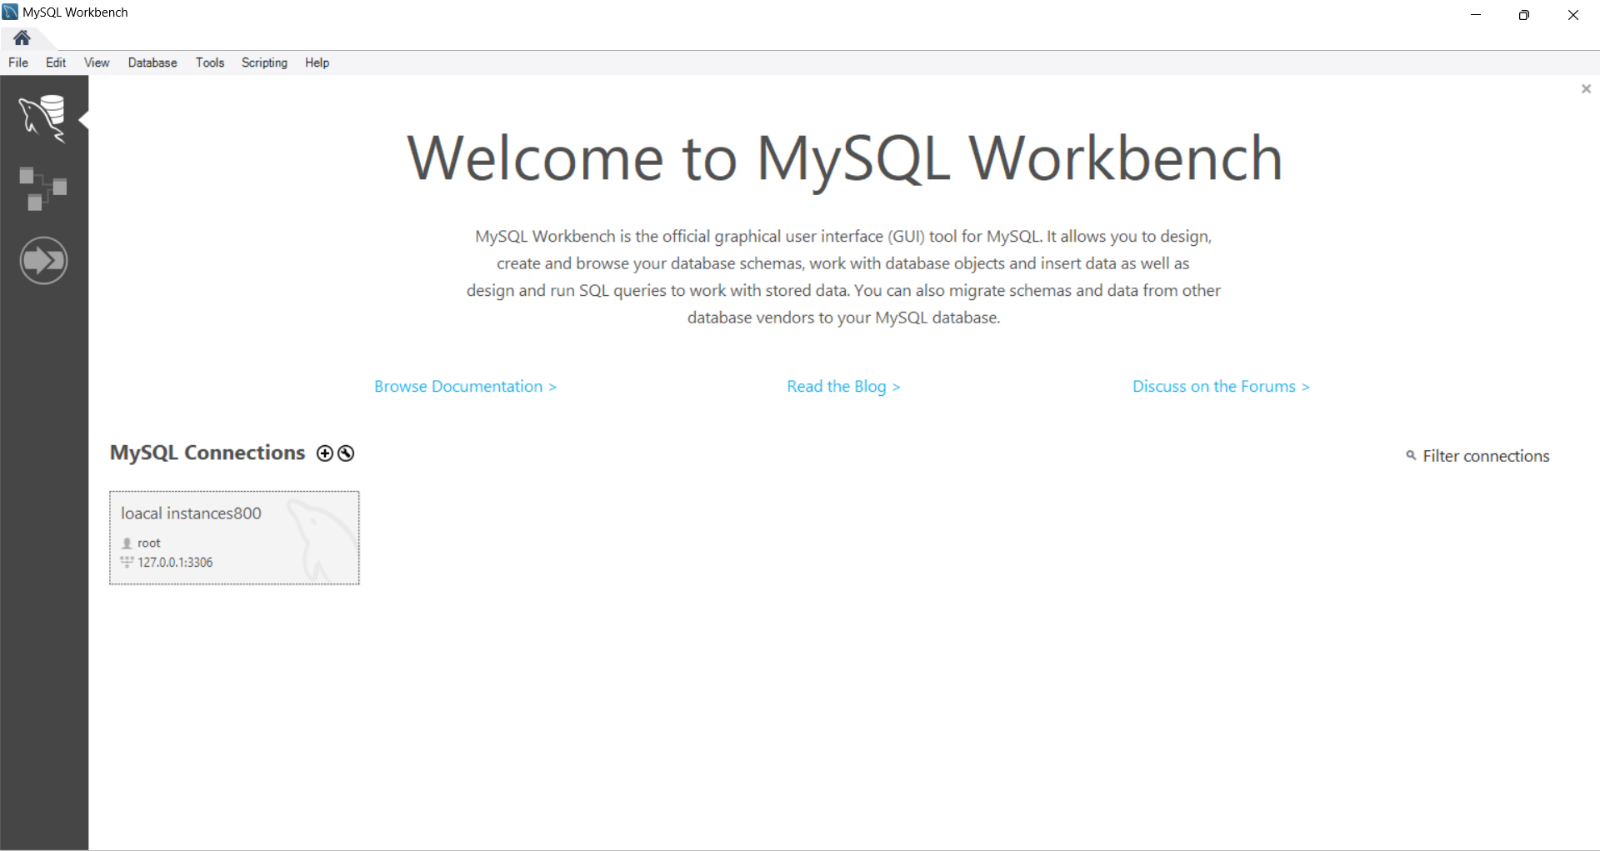 MySQL Workbench
File Edit View Database Tools Scripting Help
Welcome to MySQL Workbench
MySQL Workbench is the official graphical user interface (GUI) tool for MySQL. It allows you to design,
create and browse your database schemas, work with database objects and insert data as well as
design and run SQL queries to work with stored data. You can also migrate schemas and data from other
database vendors to your MySQL database.
Browse Documentation > Read the Blog > Discuss on the Forums >
MySQL Connections
Filter connections
loacal instances800
root
127.0.0.1:3306